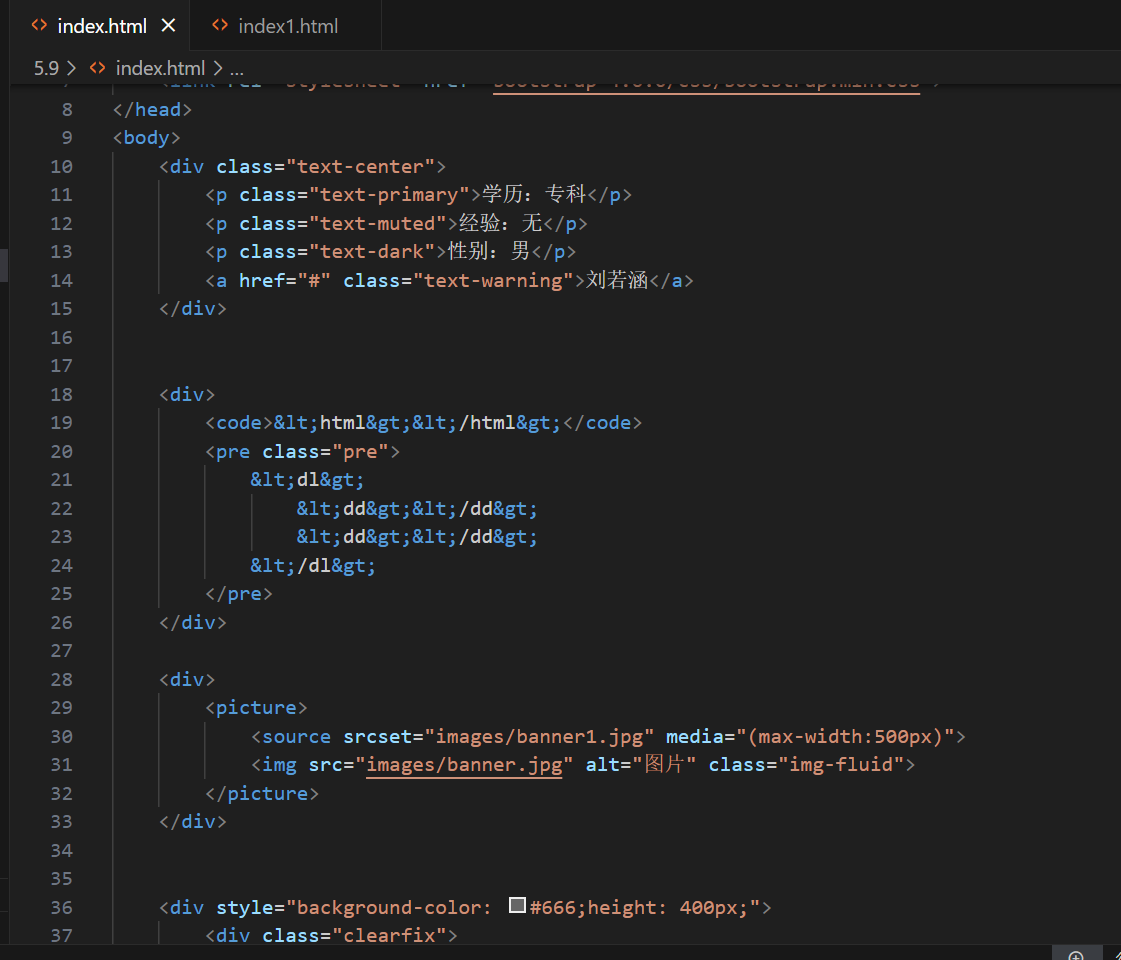 index.html
index1.html
5.9 > index.html > ...
8 </head>
9 <body>
10 <div class="text-center">
11 <p class="text-primary">学历：专科</p>
12 <p class="text-muted">经验：无</p>
13 <p class="text-dark">性别：男</p>
14 <a href="#" class="text-warning">刘若涵</a>
15 </div>
16
17
18 <div>
19 <code>&lt;html&gt;&lt;/html&gt;</code>
20 <pre class="pre">
21 &lt;dl&gt;
22 &lt;dd&gt;&lt;/dd&gt;
23 &lt;dd&gt;&lt;/dd&gt;
24 &lt;/dl&gt;
25 </pre>
26 </div>
27
28 <div>
29 <picture>
30 <source srcset="images/banner1.jpg" media="(max-width:500px)">
31 <img src="images/banner.jpg" alt="图片" class="img-fluid">
32 </picture>
33 </div>
34
35
36 <div style="background-color: #666;height: 400px;">
37 <div class="clearfix">